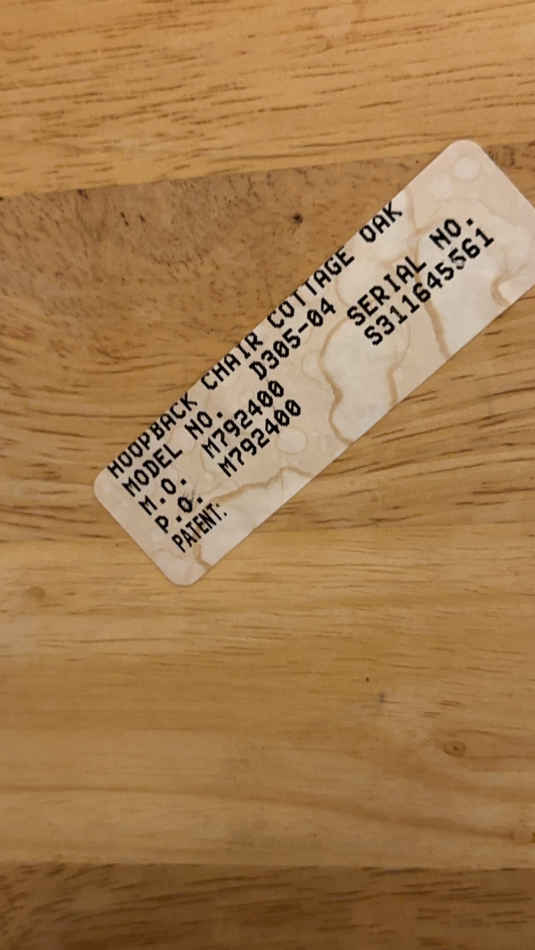 HOOPBACK CHAIR COTTAGE OAK
MODEL NO. D305-04 SERIAL NO.
M.O. M792400 S311645561
P.O. M792400
PATENT: